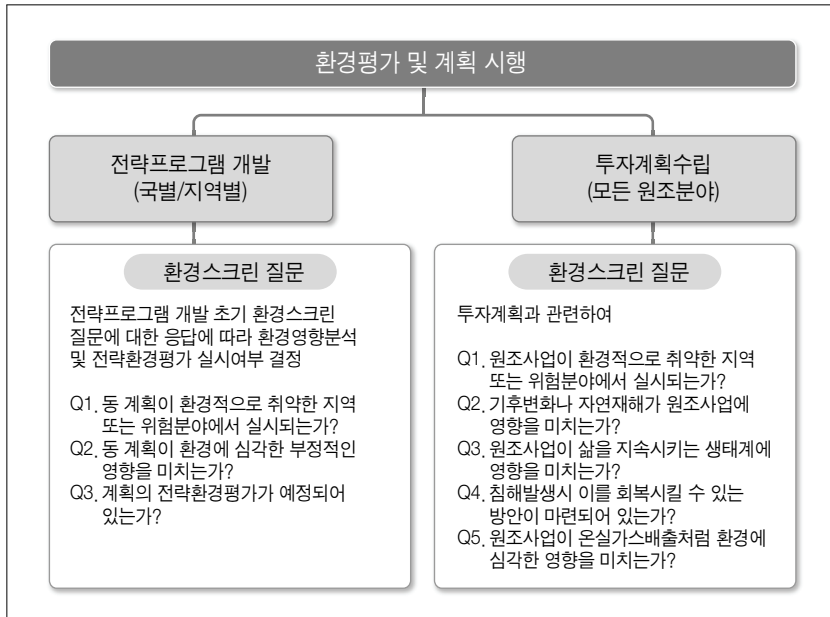 환경평가 및 계획 시행
전략프로그램 개발
(국별/지역별)
환경스크린 질문
전략프로그램 개발 초기 환경스크린
질문에 대한 응답에 따라 환경영향분석
및 전략환경평가 실시여부 결정
Q1. 동 계획이 환경적으로 취약한 지역
또는 위험분야에서 실시되는가?
Q2. 동 계획이 환경에 심각한 부정적인
영향을 미치는가?
Q3. 계획의 전략환경평가가 예정되어
있는가?
투자계획수립
(모든 원조분야)
환경스크린 질문
투자계획과 관련하여
Q1. 원조사업이 환경적으로 취약한 지역
또는 위험분야에서 실시되는가?
Q2. 기후변화나 자연재해가 원조사업에
영향을 미치는가?
Q3. 원조사업이 삶을 지속시키는 생태계에
영향을 미치는가?
Q4. 침해발생시 이를 회복시킬 수 있는
방안이 마련되어 있는가?
Q5. 원조사업이 온실가스배출처럼 환경에
심각한 영향을 미치는가?